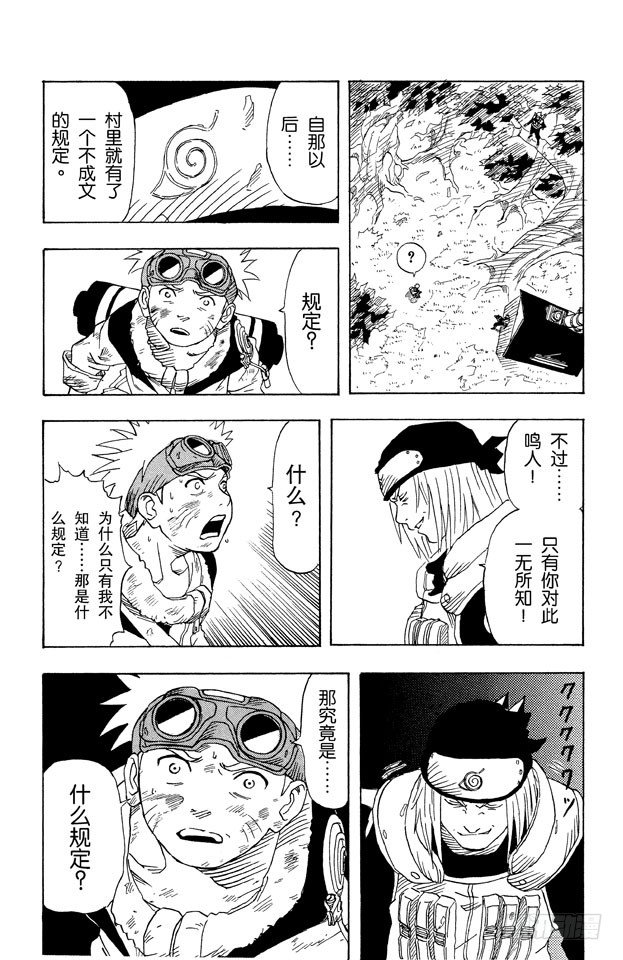 ?
自那以
后……
村里就有了
一个不成文
的规定。
规定?
不过……
鸣人!
只有你对此
一无所知!
什么?
为什么只有我不
知道……那是什
么规定?
ククククク
那究竟是……
什么规定?